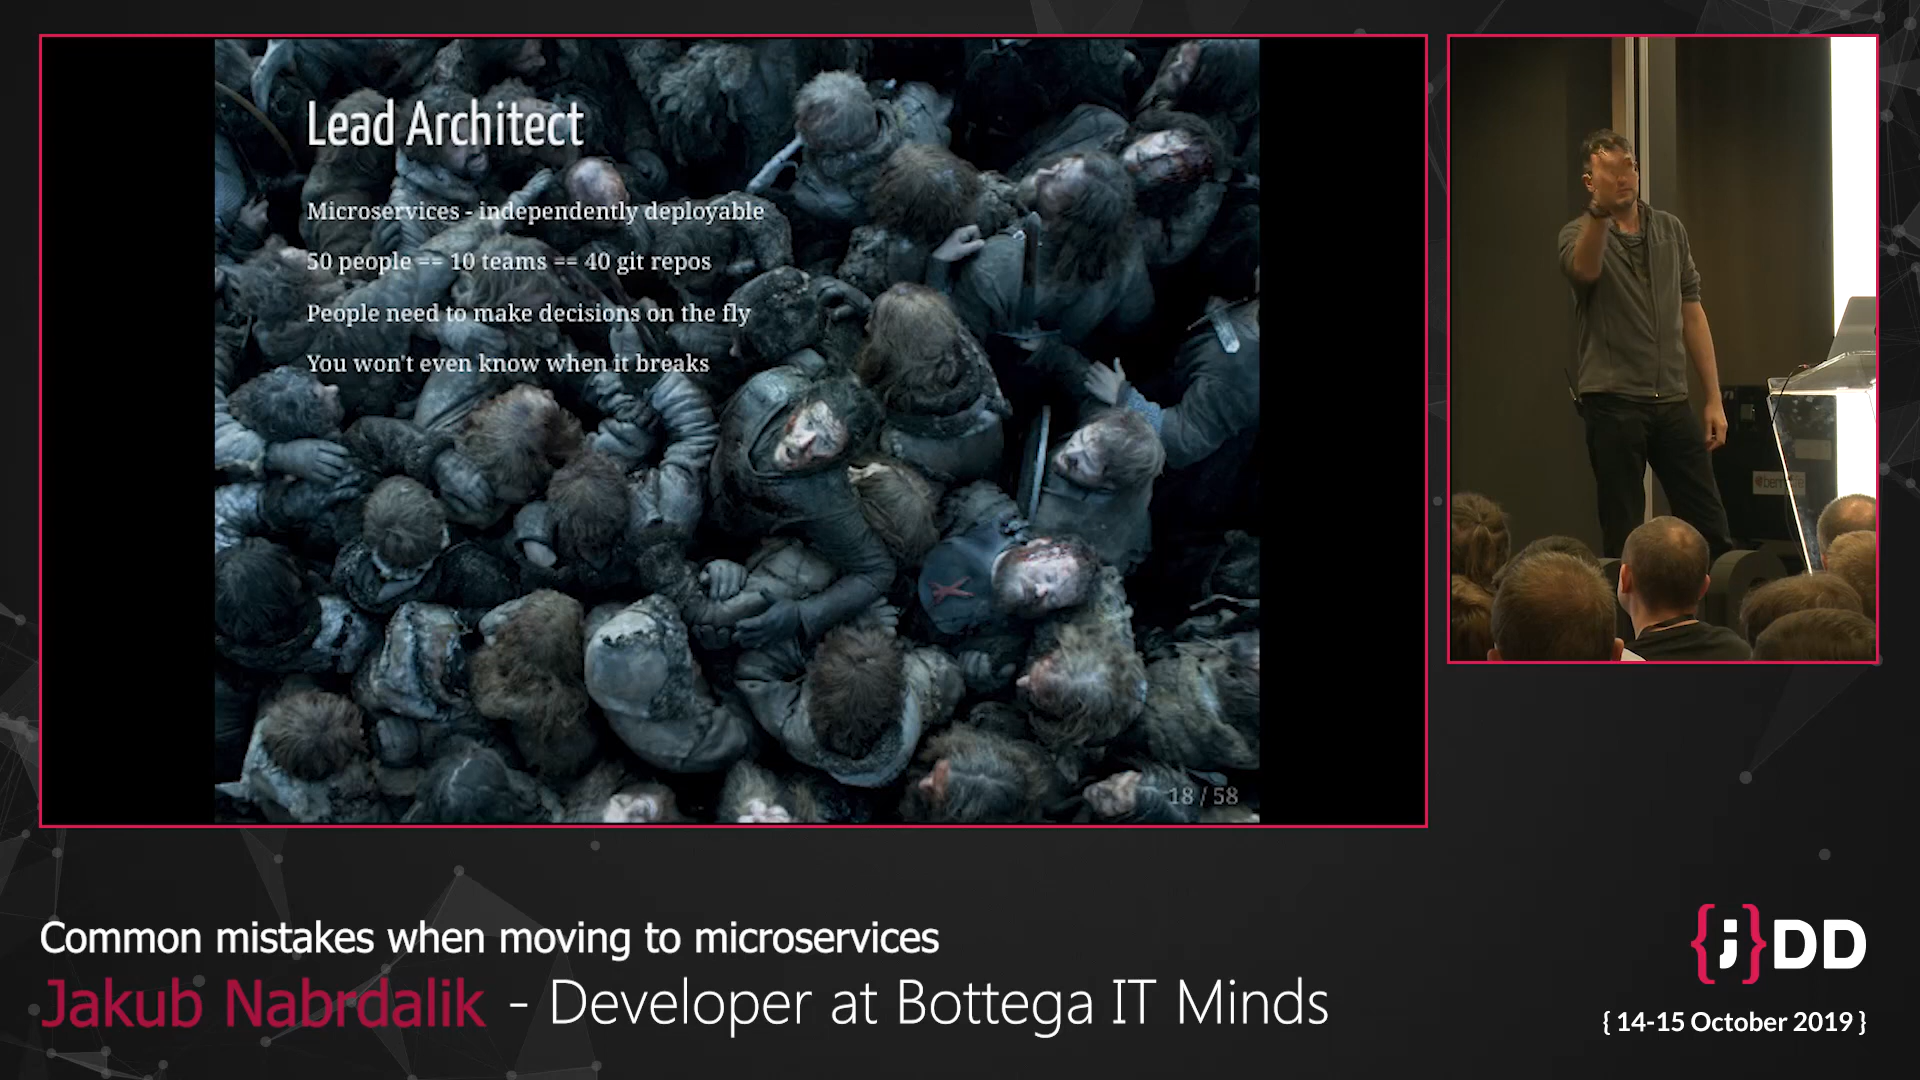 Lead Architect
Microservices - independently deployable
50 people == 10 teams == 40 git repos
People need to make decisions on the fly
You won't even know when it breaks
18 / 58
Common mistakes when moving to microservices
Jakub Nabrdalik - Developer at Bottega IT Minds
{;}DD
{ 14-15 October 2019 }